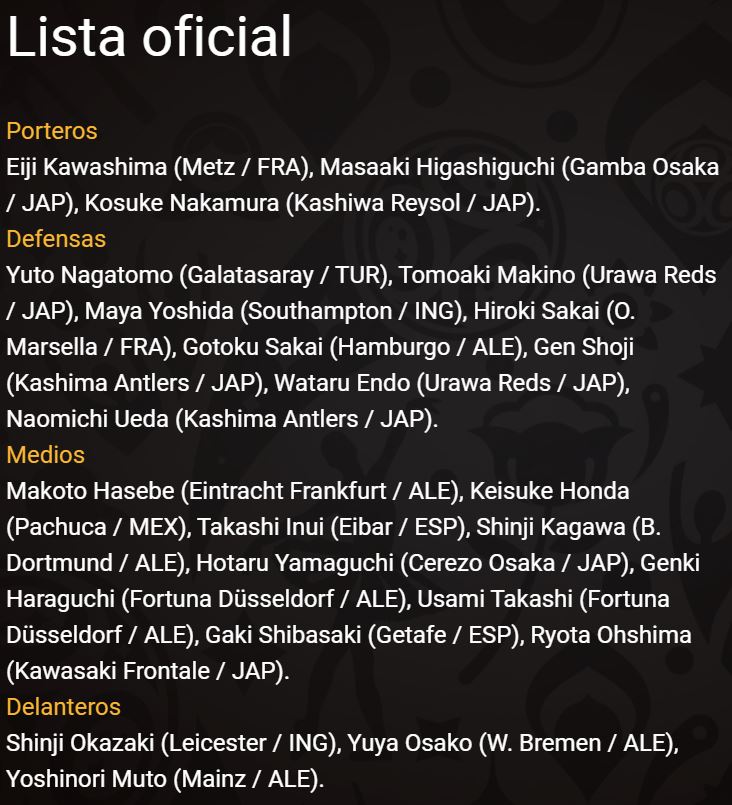 Lista oficial
Porteros
Eiji Kawashima (Metz / FRA), Masaaki Higashiguchi (Gamba Osaka
/ JAP), Kosuke Nakamura (Kashiwa Reysol / JAP).
Defensas
Yuto Nagatomo (Galatasaray / TUR), Tomoaki Makino (Urawa Reds
/ JAP), Maya Yoshida (Southampton / ING), Hiroki Sakai (O.
Marsella / FRA), Gotoku Sakai (Hamburgo / ALE), Gen Shoji
(Kashima Antlers / JAP), Wataru Endo (Urawa Reds / JAP),
Naomichi Ueda (Kashima Antlers / JAP).
Medios
Makoto Hasebe (Eintracht Frankfurt / ALE), Keisuke Honda
(Pachuca / MEX), Takashi Inui (Eibar / ESP), Shinji Kagawa (B.
Dortmund / ALE), Hotaru Yamaguchi (Cerezo Osaka / JAP), Genki
Haraguchi (Fortuna Düsseldorf / ALE), Usami Takashi (Fortuna
Düsseldorf / ALE), Gaki Shibasaki (Getafe / ESP), Ryota Ohshima
(Kawasaki Frontale / JAP).
Delanteros
Shinji Okazaki (Leicester / ING), Yuya Osako (W. Bremen / ALE),
Yoshinori Muto (Mainz / ALE).